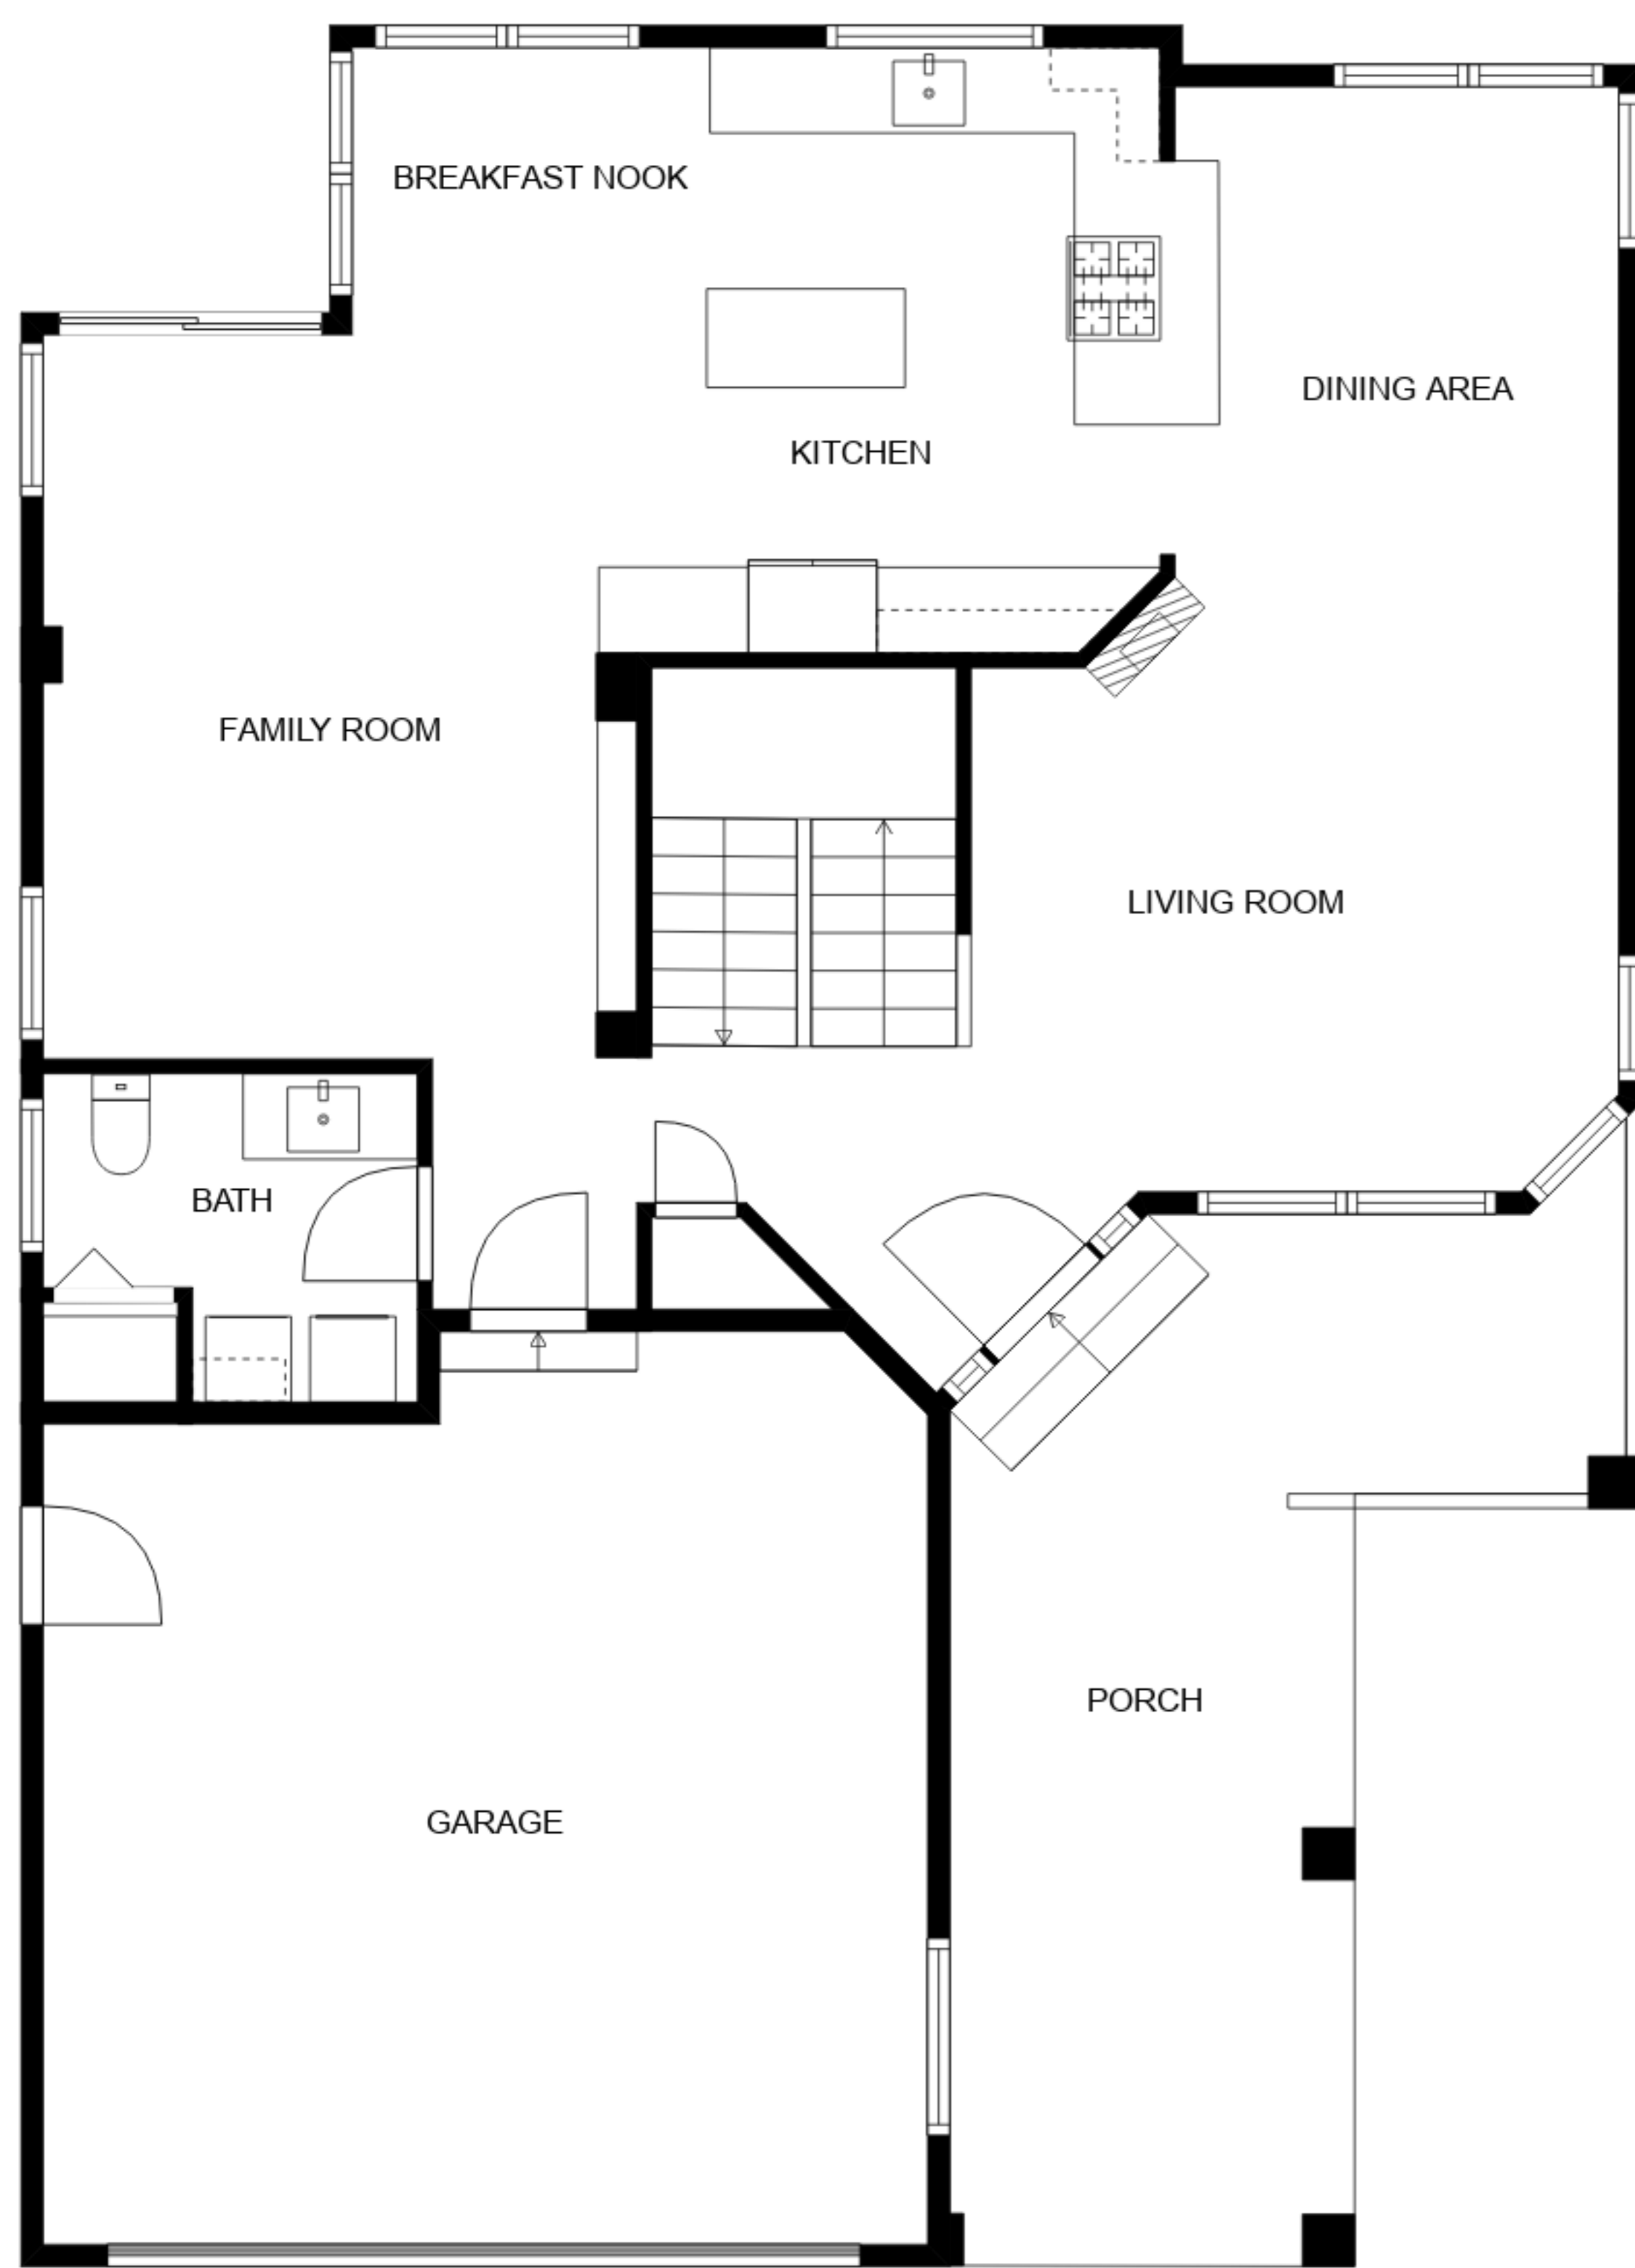 BREAKFAST NOOK
DINING AREA
KITCHEN
FAMILY ROOM
LIVING ROOM
BATH
PORCH
GARAGE